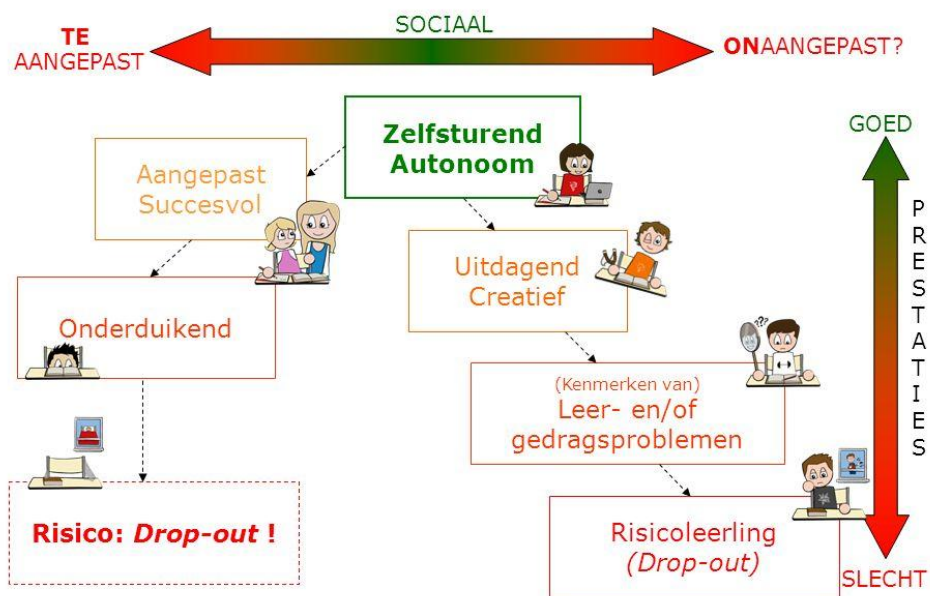 SOCIAAL
TE
AANGEPAST
ONAANGEPAST?
Zelfsturend
Autonoom
GOED
Aangepast
Succesvol
PRESTATIES
Uitdagend
Creatief
Onderduikend
???
(Kenmerken van)
Leer- en/of
gedragsproblemen
Risico: Drop-out !
Risicoleerling
(Drop-out)
SLECHT